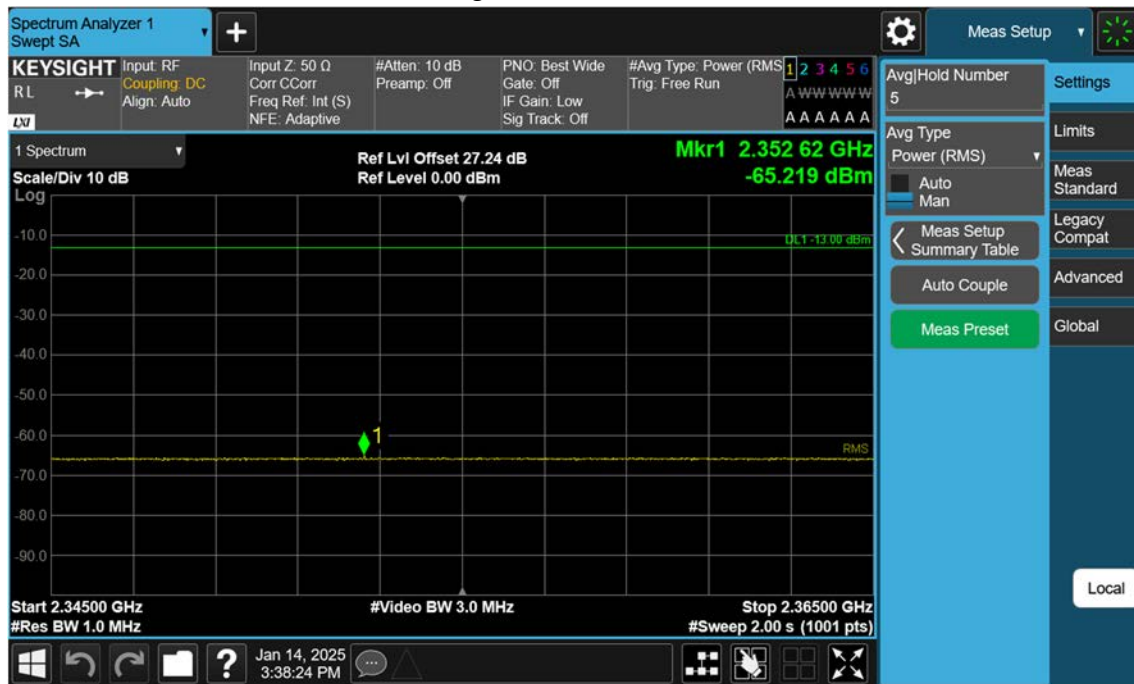 Spectrum Analyzer 1
Swept SA
+
Meas Setup
KEYSIGHT
RL
LXI
Input: RF
Coupling: DC
Align: Auto
Input Z: 50 Ω
Corr CCorr
Freq Ref: Int (S)
NFE: Adaptive
#Atten: 10 dB
Preamp: Off
PNO: Best Wide
Gate: Off
IF Gain: Low
Sig Track: Off
#Avg Type: Power (RMS
Trig: Free Run
1 2 3 4 5 6
A W W W W W
A A A A A A
1 Spectrum
Scale/Div 10 dB
Ref Lvl Offset 27.24 dB
Ref Level 0.00 dBm
Mkr1 2.352 62 GHz
-65.219 dBm
Log
-10.0
DL1 -13.00 dBm
-20.0
-30.0
-40.0
-50.0
-60.0
1
RMS
-70.0
-80.0
-90.0
Start 2.34500 GHz
#Video BW 3.0 MHz
Stop 2.36500 GHz
#Res BW 1.0 MHz
#Sweep 2.00 s (1001 pts)
Avg|Hold Number
5
Avg Type
Power (RMS)
Auto
Man
Meas Setup
Summary Table
Auto Couple
Meas Preset
Settings
Limits
Meas
Standard
Legacy
Compat
Advanced
Global
Local
?
Jan 14, 2025
3:38:24 PM